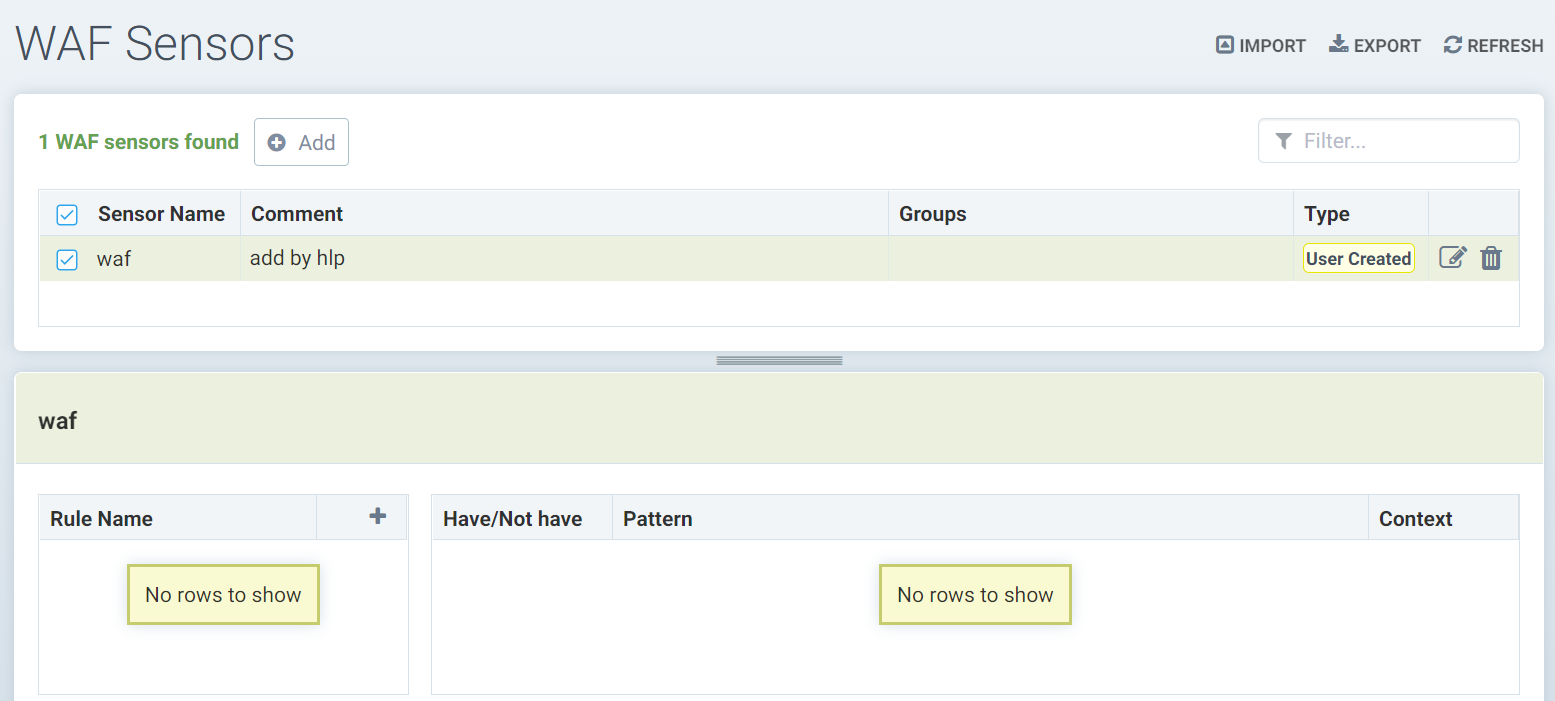 WAF Sensors
IMPORT EXPORT REFRESH
1 WAF sensors found Add Filter...
Sensor Name Comment Groups Type
waf add by hlp User Created
waf
Rule Name Have/Not have Pattern Context
No rows to show No rows to show